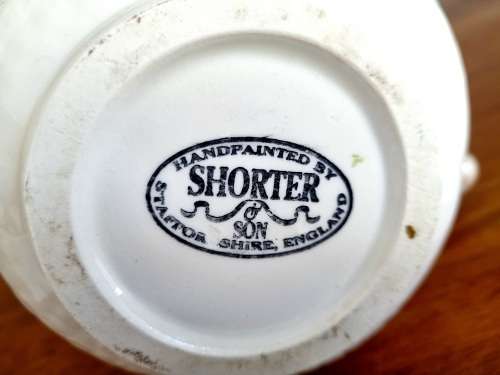 HANDPAINTED BY
SHORTER
&
SON
STAFFOR SHIRE, ENGLAND